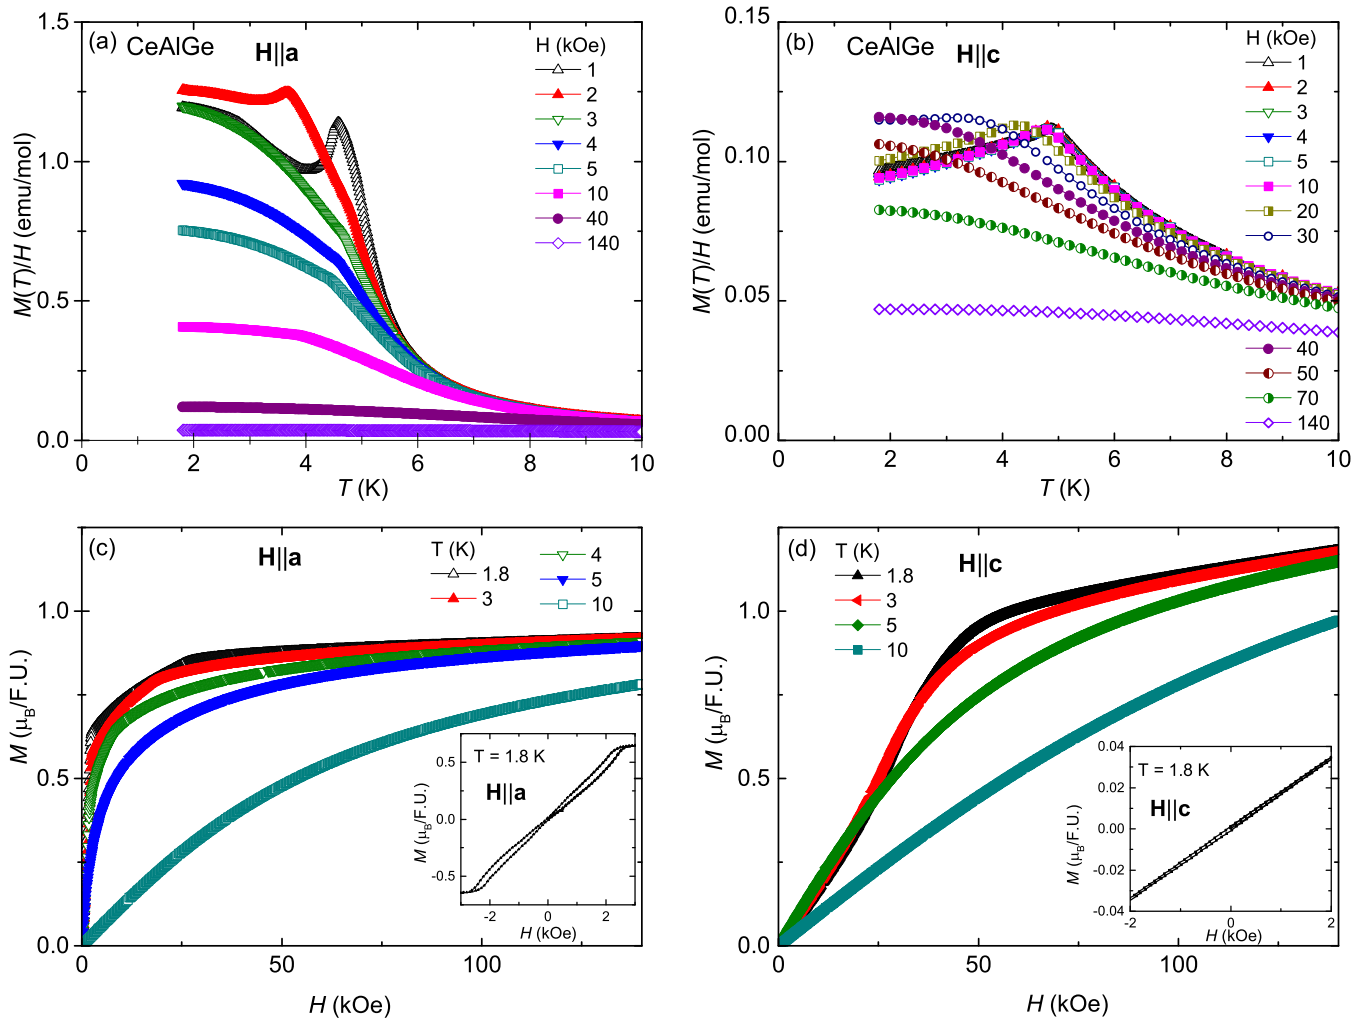 (a)
CeAlGe
H||a
H (kOe)
1
2
3
4
5
10
40
140
1.5
1.0
0.5
0.0
M(T)/H (emu/mol)
0
2
4
6
8
10
T (K)
(b)
CeAlGe
H||c
H (kOe)
1
2
3
4
5
10
20
30
40
50
70
140
0.15
0.10
0.05
0.00
M(T)/H (emu/mol)
0
2
4
6
8
10
T (K)
(c)
H||a
T (K)
1.8
3
4
5
10
1.0
0.5
0.0
M (μB/F.U.)
0
50
100
H (kOe)
T = 1.8 K
H||a
0.5
0.0
-0.5
M (μB/F.U.)
-2
0
2
H (kOe)
(d)
H||c
T (K)
1.8
3
5
10
1.0
0.5
0.0
M (μB/F.U.)
0
50
100
H (kOe)
T = 1.8 K
H||c
0.04
0.02
0.00
-0.02
-0.04
M (μB/F.U.)
-2
-1
0
1
2
H (kOe)